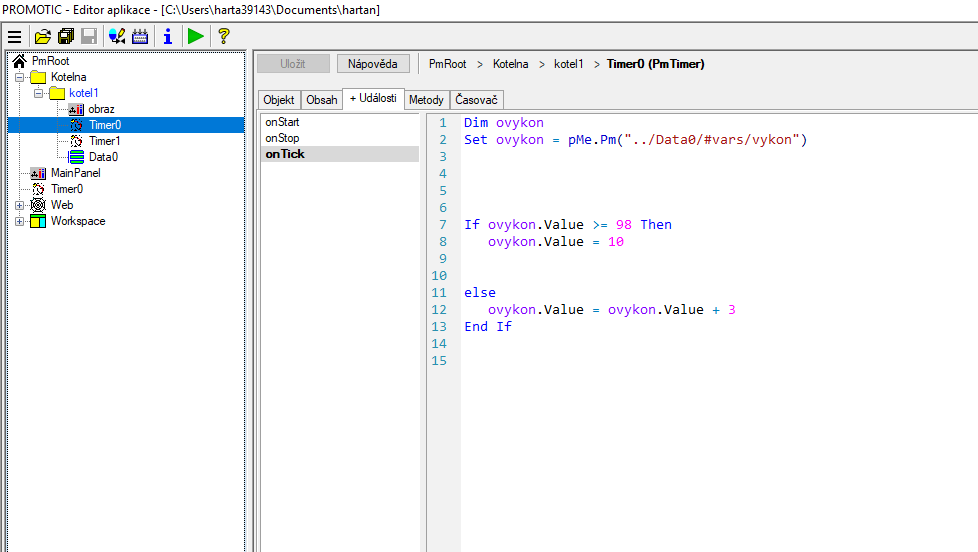 PROMOTIC - Editor aplikace - [C:\Users\harta39143\Documents\hartan]
PmRoot
Kotelna
kotel1
obraz
Timer0
Timer1
Data0
MainPanel
Timer0
Web
Workspace
Uložit Nápověda PmRoot > Kotelna > kotel1 > Timer0 (PmTimer)
Objekt Obsah + Události Metody Časovač
onStart
onStop
onTick
1 Dim ovykon
2 Set ovykon = pMe.Pm("../Data0/#vars/vykon")
3
4
5
6
7 If ovykon.Value >= 98 Then
8 ovykon.Value = 10
9
10
11 else
12 ovykon.Value = ovykon.Value + 3
13 End If
14
15